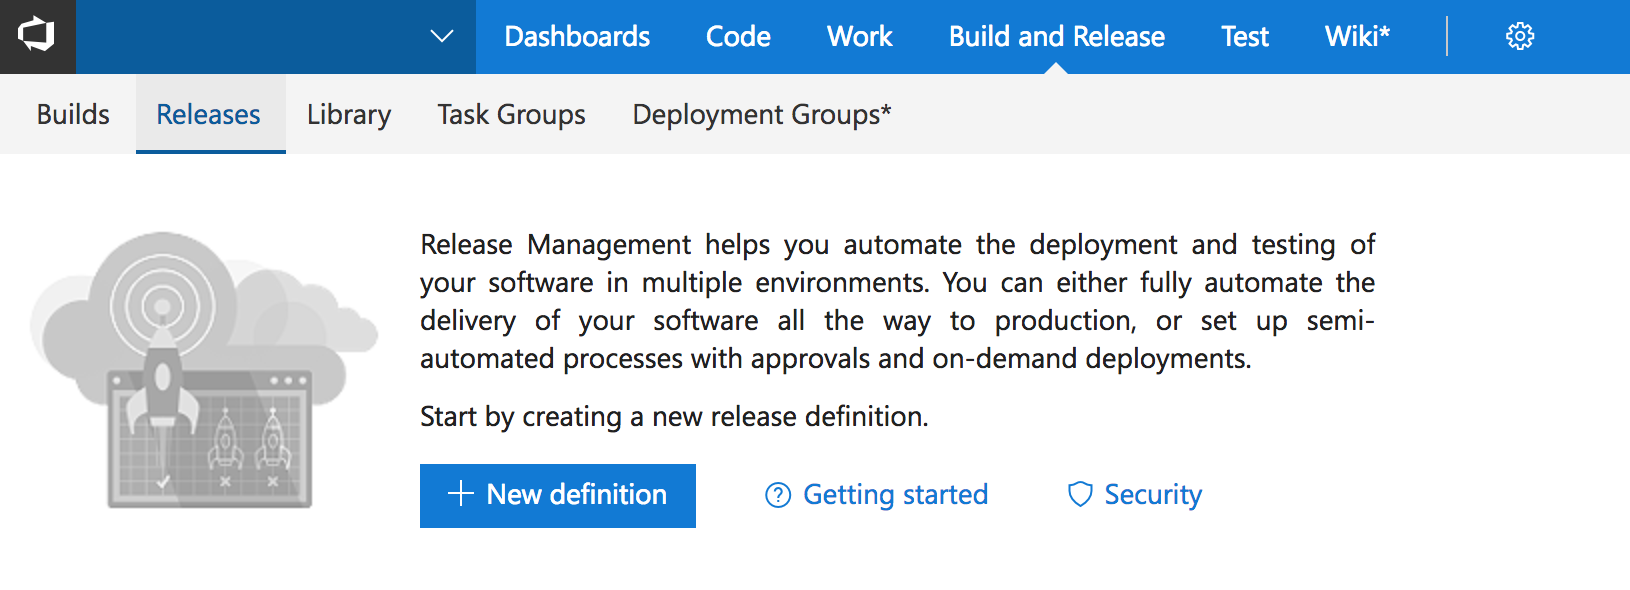 Dashboards Code Work Build and Release Test Wiki*
Builds Releases Library Task Groups Deployment Groups*
Release Management helps you automate the deployment and testing of
your software in multiple environments. You can either fully automate the
delivery of your software all the way to production, or set up semi-
automated processes with approvals and on-demand deployments.
Start by creating a new release definition.
New definition Getting started Security